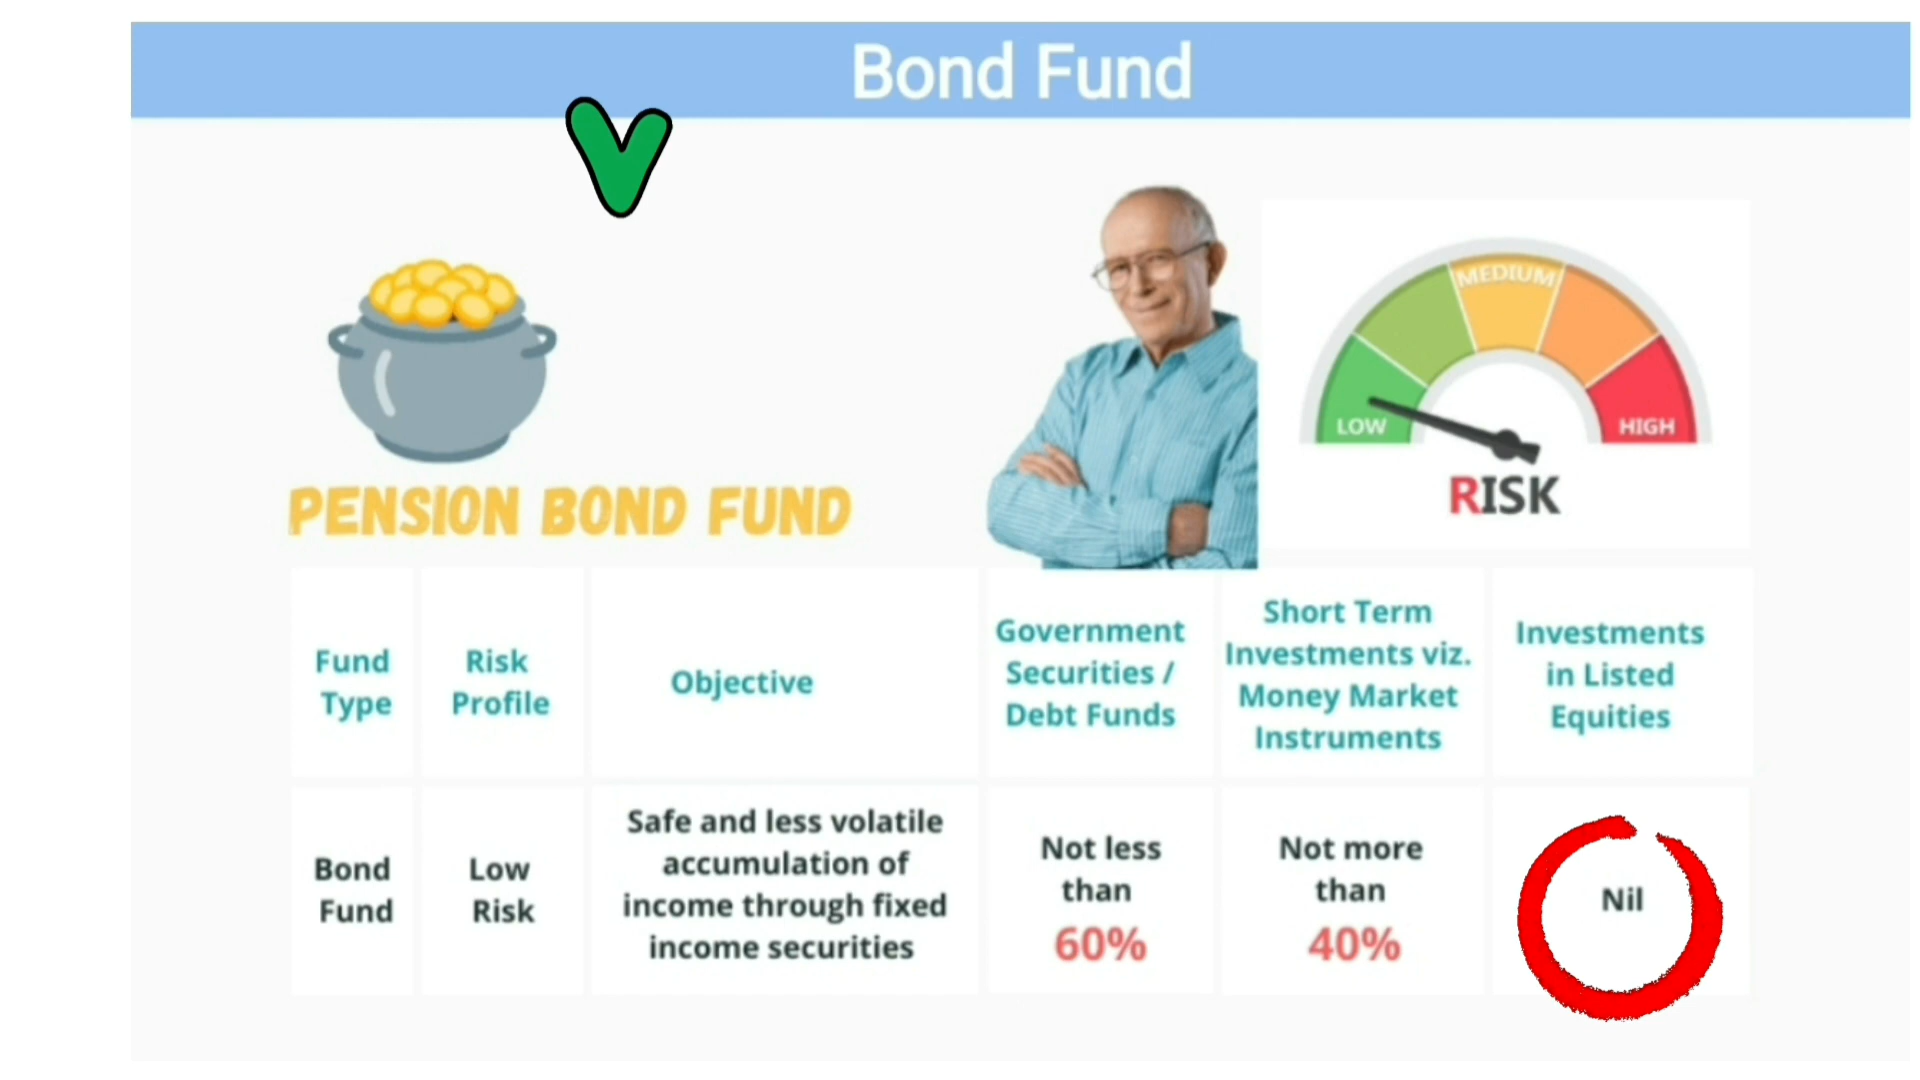 Bond Fund
V
MEDIUM
LOW
HIGH
RISK
PENSION BOND FUND
Fund
Type
Risk
Profile
Objective
Government
Securities /
Debt Funds
Short Term
Investments viz.
Money Market
Instruments
Investments
in Listed
Equities
Bond
Fund
Low
Risk
Safe and less volatile
accumulation of
income through fixed
income securities
Not less
than
60%
Not more
than
40%
Nil